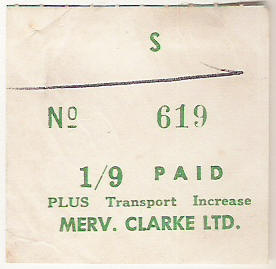 S
Nº 619
1/9 PAID
PLUS Transport Increase
MERV. CLARKE LTD.